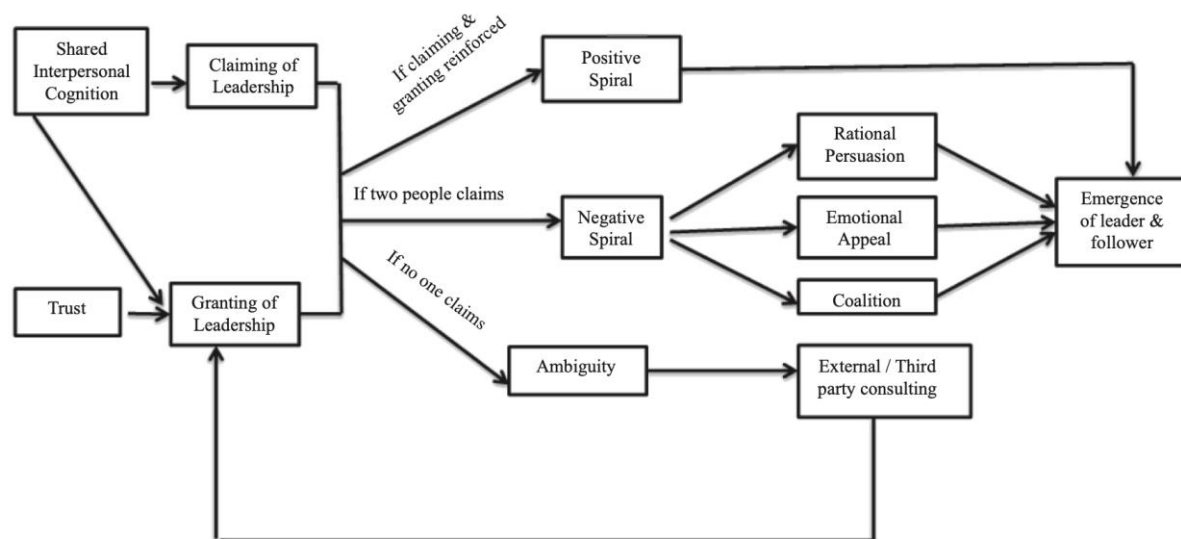 Shared
Interpersonal
Cognition
Claiming of
Leadership
If claiming &
granting reinforced
Positive
Spiral
Rational
Persuasion
If two people claims
Negative
Spiral
Emotional
Appeal
Emergence
of leader &
follower
Coalition
Trust
Granting of
Leadership
If no one claims
Ambiguity
External / Third
party consulting